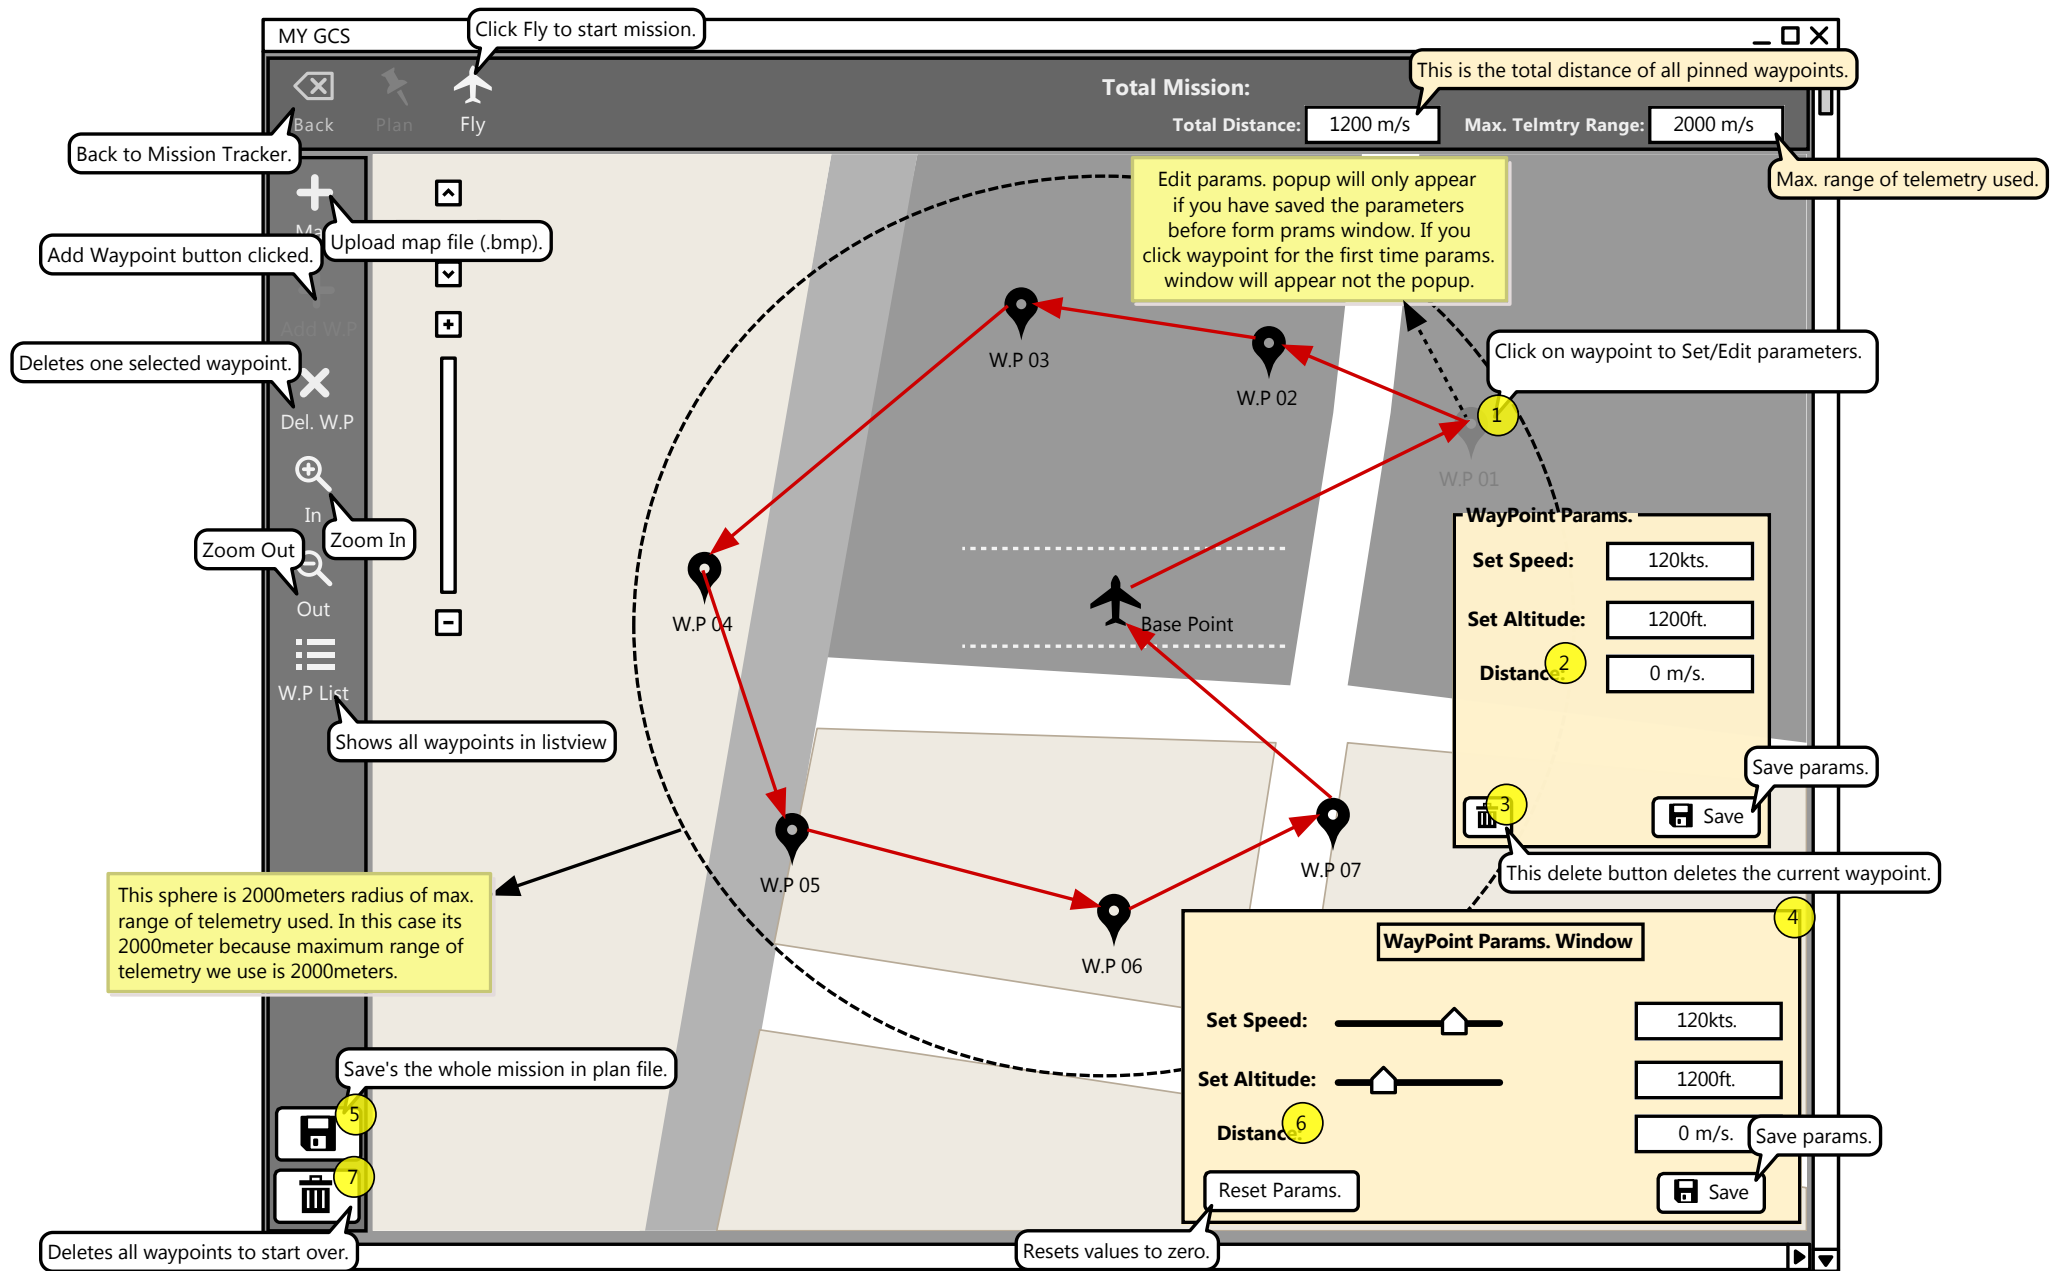 MY GCS
Click Fly to start mission.
Back
Plan
Fly
Total Mission:
This is the total distance of all pinned waypoints.
Total Distance:
1200 m/s
Max. Telmtry Range:
2000 m/s
Back to Mission Tracker.
Max. range of telemetry used.
Edit params. popup will only appear
if you have saved the parameters
before form prams window. If you
click waypoint for the first time params.
window will appear not the popup.
Upload map file (.bmp).
Add Waypoint button clicked.
Add W.P
Deletes one selected waypoint.
Del. W.P
In
Zoom In
Zoom Out
Out
W.P List
Shows all waypoints in listview
W.P 03
W.P 02
Click on waypoint to Set/Edit parameters.
1
W.P 01
W.P 04
Base Point
WayPoint Params.
Set Speed:
120kts.
Set Altitude:
1200ft.
Distance:
2
0 m/s.
Save params.
3
Save
This delete button deletes the current waypoint.
W.P 05
W.P 07
W.P 06
This sphere is 2000meters radius of max.
range of telemetry used. In this case its
2000meter because maximum range of
telemetry we use is 2000meters.
4
WayPoint Params. Window
Set Speed:
120kts.
Set Altitude:
1200ft.
Distance:
6
0 m/s.
Save params.
Reset Params.
Save
Resets values to zero.
Save's the whole mission in plan file.
5
7
Deletes all waypoints to start over.